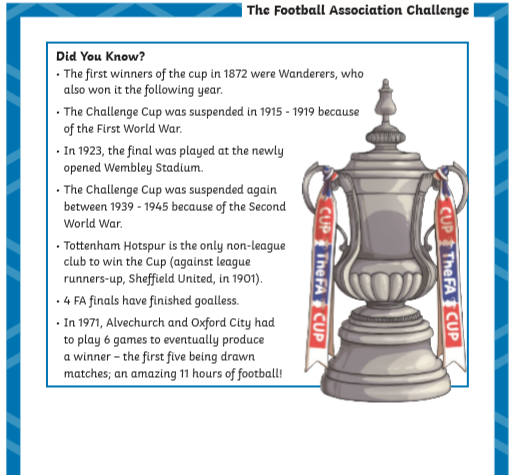 The Football Association Challenge
Did You Know?
• The first winners of the cup in 1872 were Wanderers, who
also won it the following year.
• The Challenge Cup was suspended in 1915 - 1919 because
of the First World War.
• In 1923, the final was played at the newly
opened Wembley Stadium.
• The Challenge Cup was suspended again
between 1939 - 1945 because of the Second
World War.
• Tottenham Hotspur is the only non-league
club to win the Cup (against league
runners-up, Sheffield United, in 1901).
• 4 FA finals have finished goalless.
• In 1971, Alvechurch and Oxford City had
to play 6 games to eventually produce
a winner – the first five being drawn
matches; an amazing 11 hours of football!
CUP TheFA CUP
CUP TheFA CUP